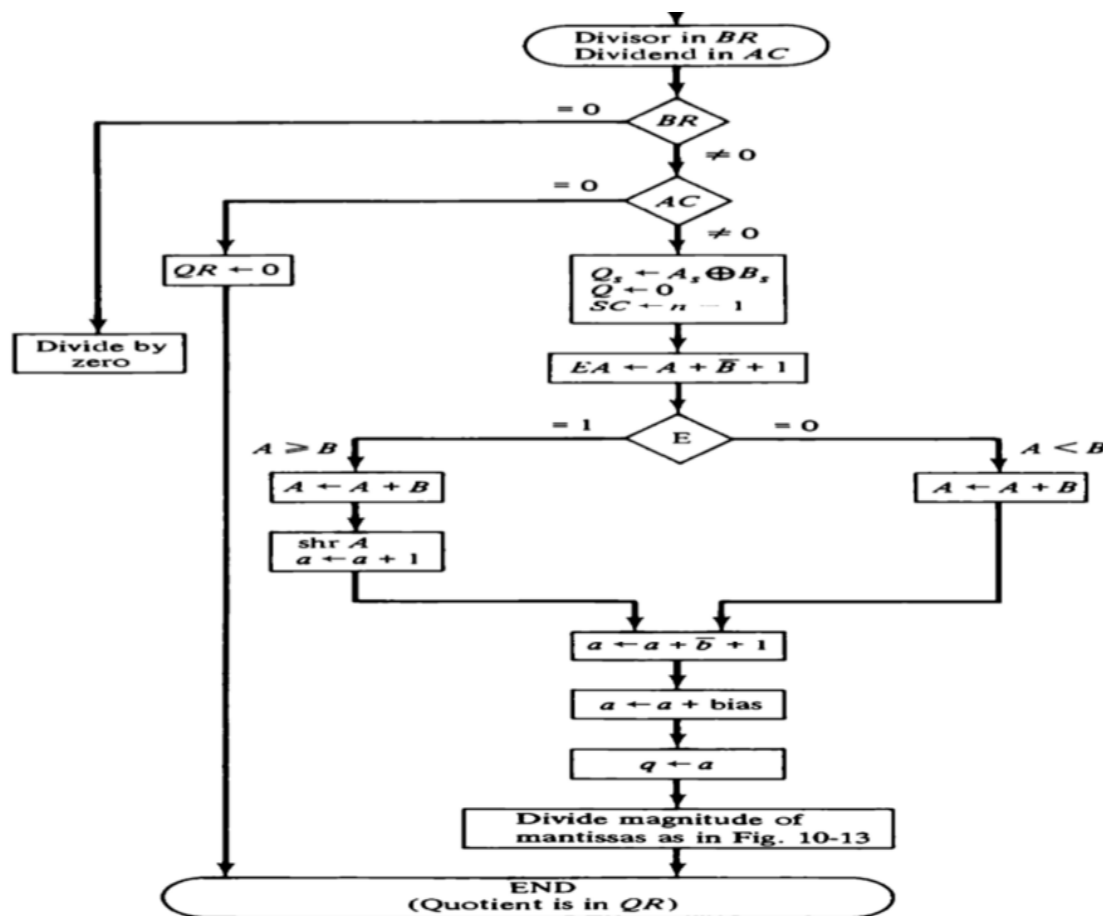 Divisor in BR
Dividend in AC
= 0
BR
≠ 0
= 0
AC
≠ 0
QR ← 0
Qₛ ← Aₛ ⊕ Bₛ
Q ← 0
SC ← n − 1
Divide by
zero
EA ← A + B̅ + 1
= 1
E
= 0
A ≥ B
A < B
A ← A + B
A ← A + B
shr A
a ← a + 1
a ← a + b̅ + 1
a ← a + bias
q ← a
Divide magnitude of
mantissas as in Fig. 10-13
END
(Quotient is in QR)